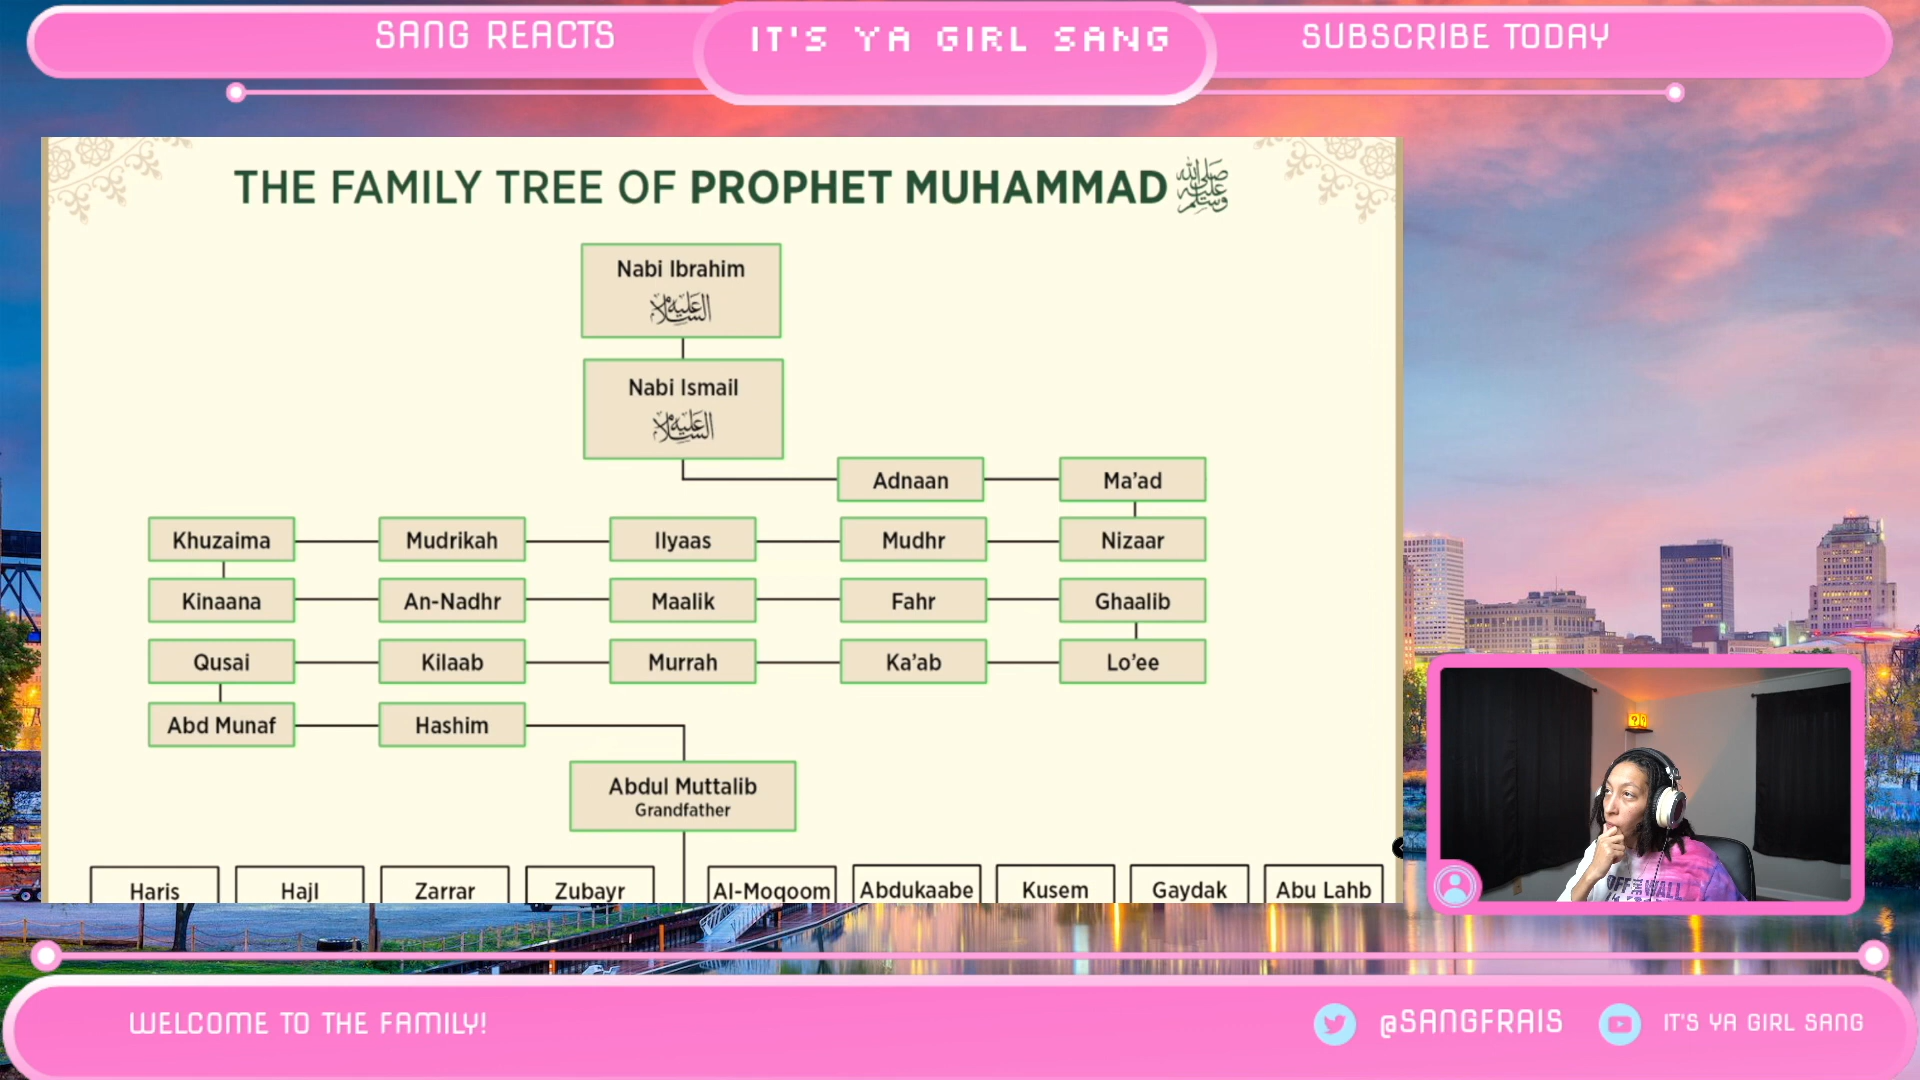 SANG REACTS
IT'S YA GIRL SANG
SUBSCRIBE TODAY
THE FAMILY TREE OF PROPHET MUHAMMAD ﷺ
Nabi Ibrahim
عليه السلام
Nabi Ismail
عليه السلام
Adnaan
Ma'ad
Khuzaima
Mudrikah
Ilyaas
Mudhr
Nizaar
Kinaana
An-Nadhr
Maalik
Fahr
Ghaalib
Qusai
Kilaab
Murrah
Ka'ab
Lo'ee
Abd Munaf
Hashim
Abdul Muttalib
Grandfather
Haris
Hajl
Zarrar
Zubayr
Al-Moqoom
Abdukaabe
Kusem
Gaydak
Abu Lahb
? ?
OFF THE WALL
WELCOME TO THE FAMILY!
@SANGFRAIS
IT'S YA GIRL SANG